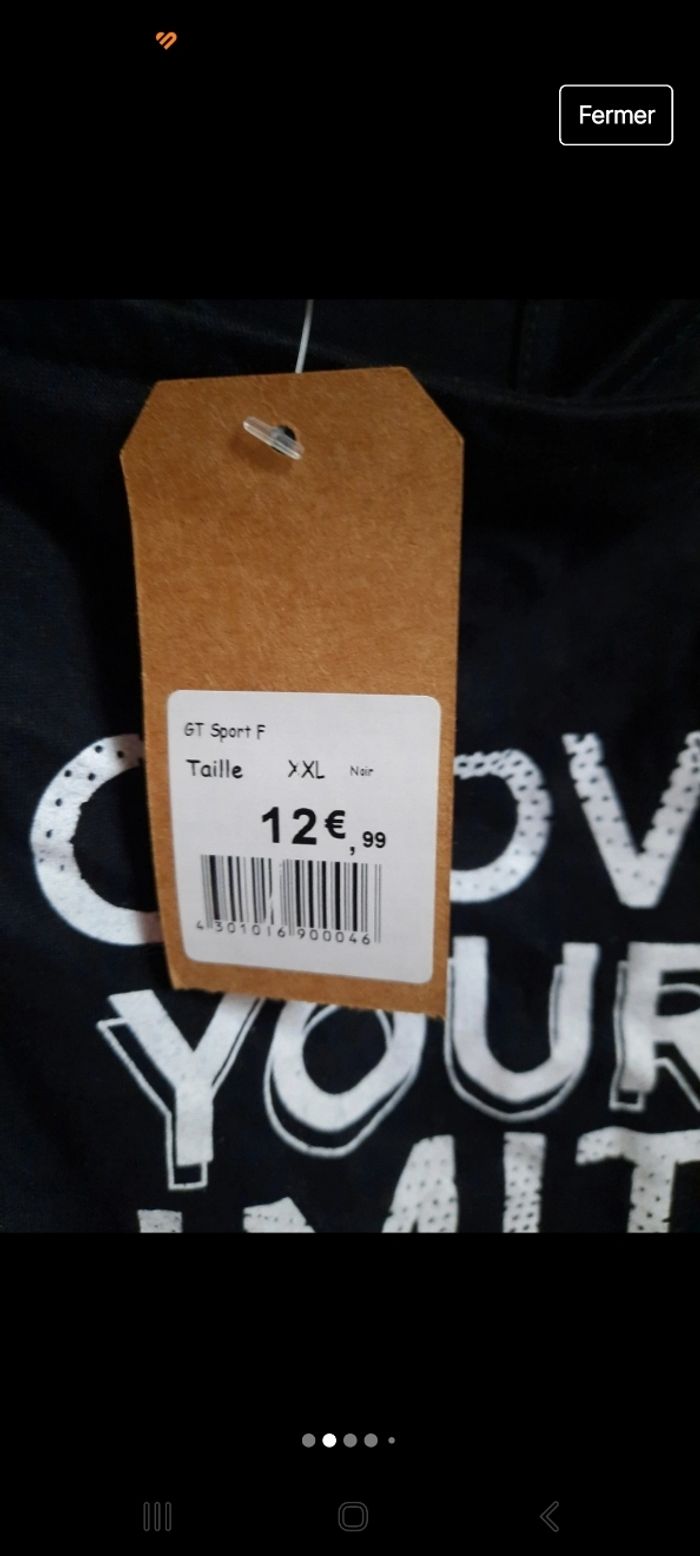 Fermer
GT Sport F
Taille XXL Noir
12€,99
4301016900046
YOUR